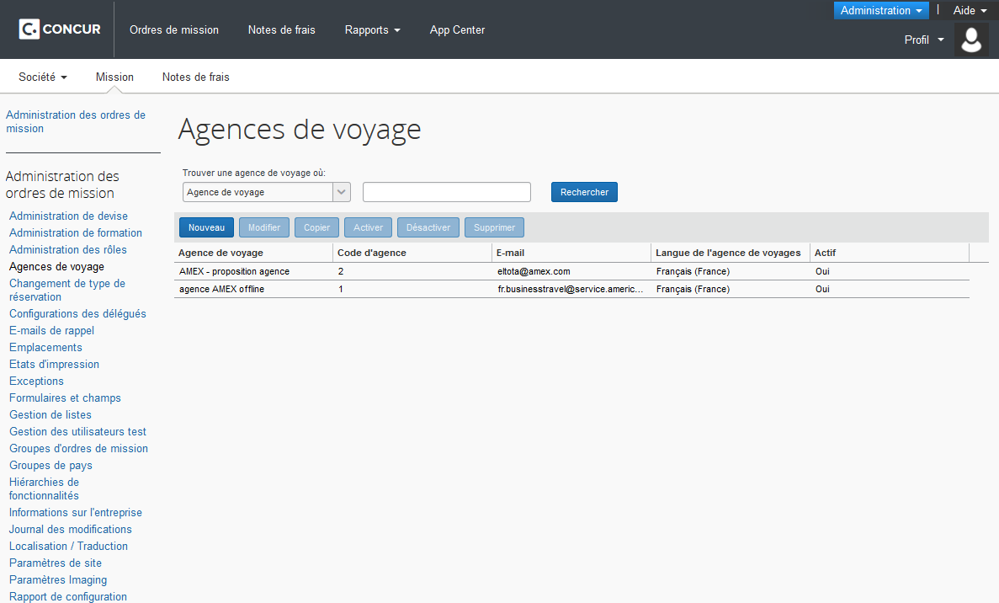 Administration | Aide
C. CONCUR Ordres de mission Notes de frais Rapports App Center
Profil
Société Mission Notes de frais
Administration des ordres de
mission
Administration des
ordres de mission
Administration de devise
Administration de formation
Administration des rôles
Agences de voyage
Changement de type de
réservation
Configurations des délégués
E-mails de rappel
Emplacements
Etats d'impression
Exceptions
Formulaires et champs
Gestion de listes
Gestion des utilisateurs test
Groupes d'ordres de mission
Groupes de pays
Hiérarchies de
fonctionnalités
Informations sur l'entreprise
Journal des modifications
Localisation / Traduction
Paramètres de site
Paramètres Imaging
Rapport de configuration
Agences de voyage
Trouver une agence de voyage où:
Agence de voyage Rechercher
Nouveau Modifier Copier Activer Désactiver Supprimer
Agence de voyage Code d'agence E-mail Langue de l'agence de voyages Actif
AMEX - proposition agence 2 eltota@amex.com Français (France) Oui
agence AMEX offline 1 fr.businesstravel@service.americ... Français (France) Oui